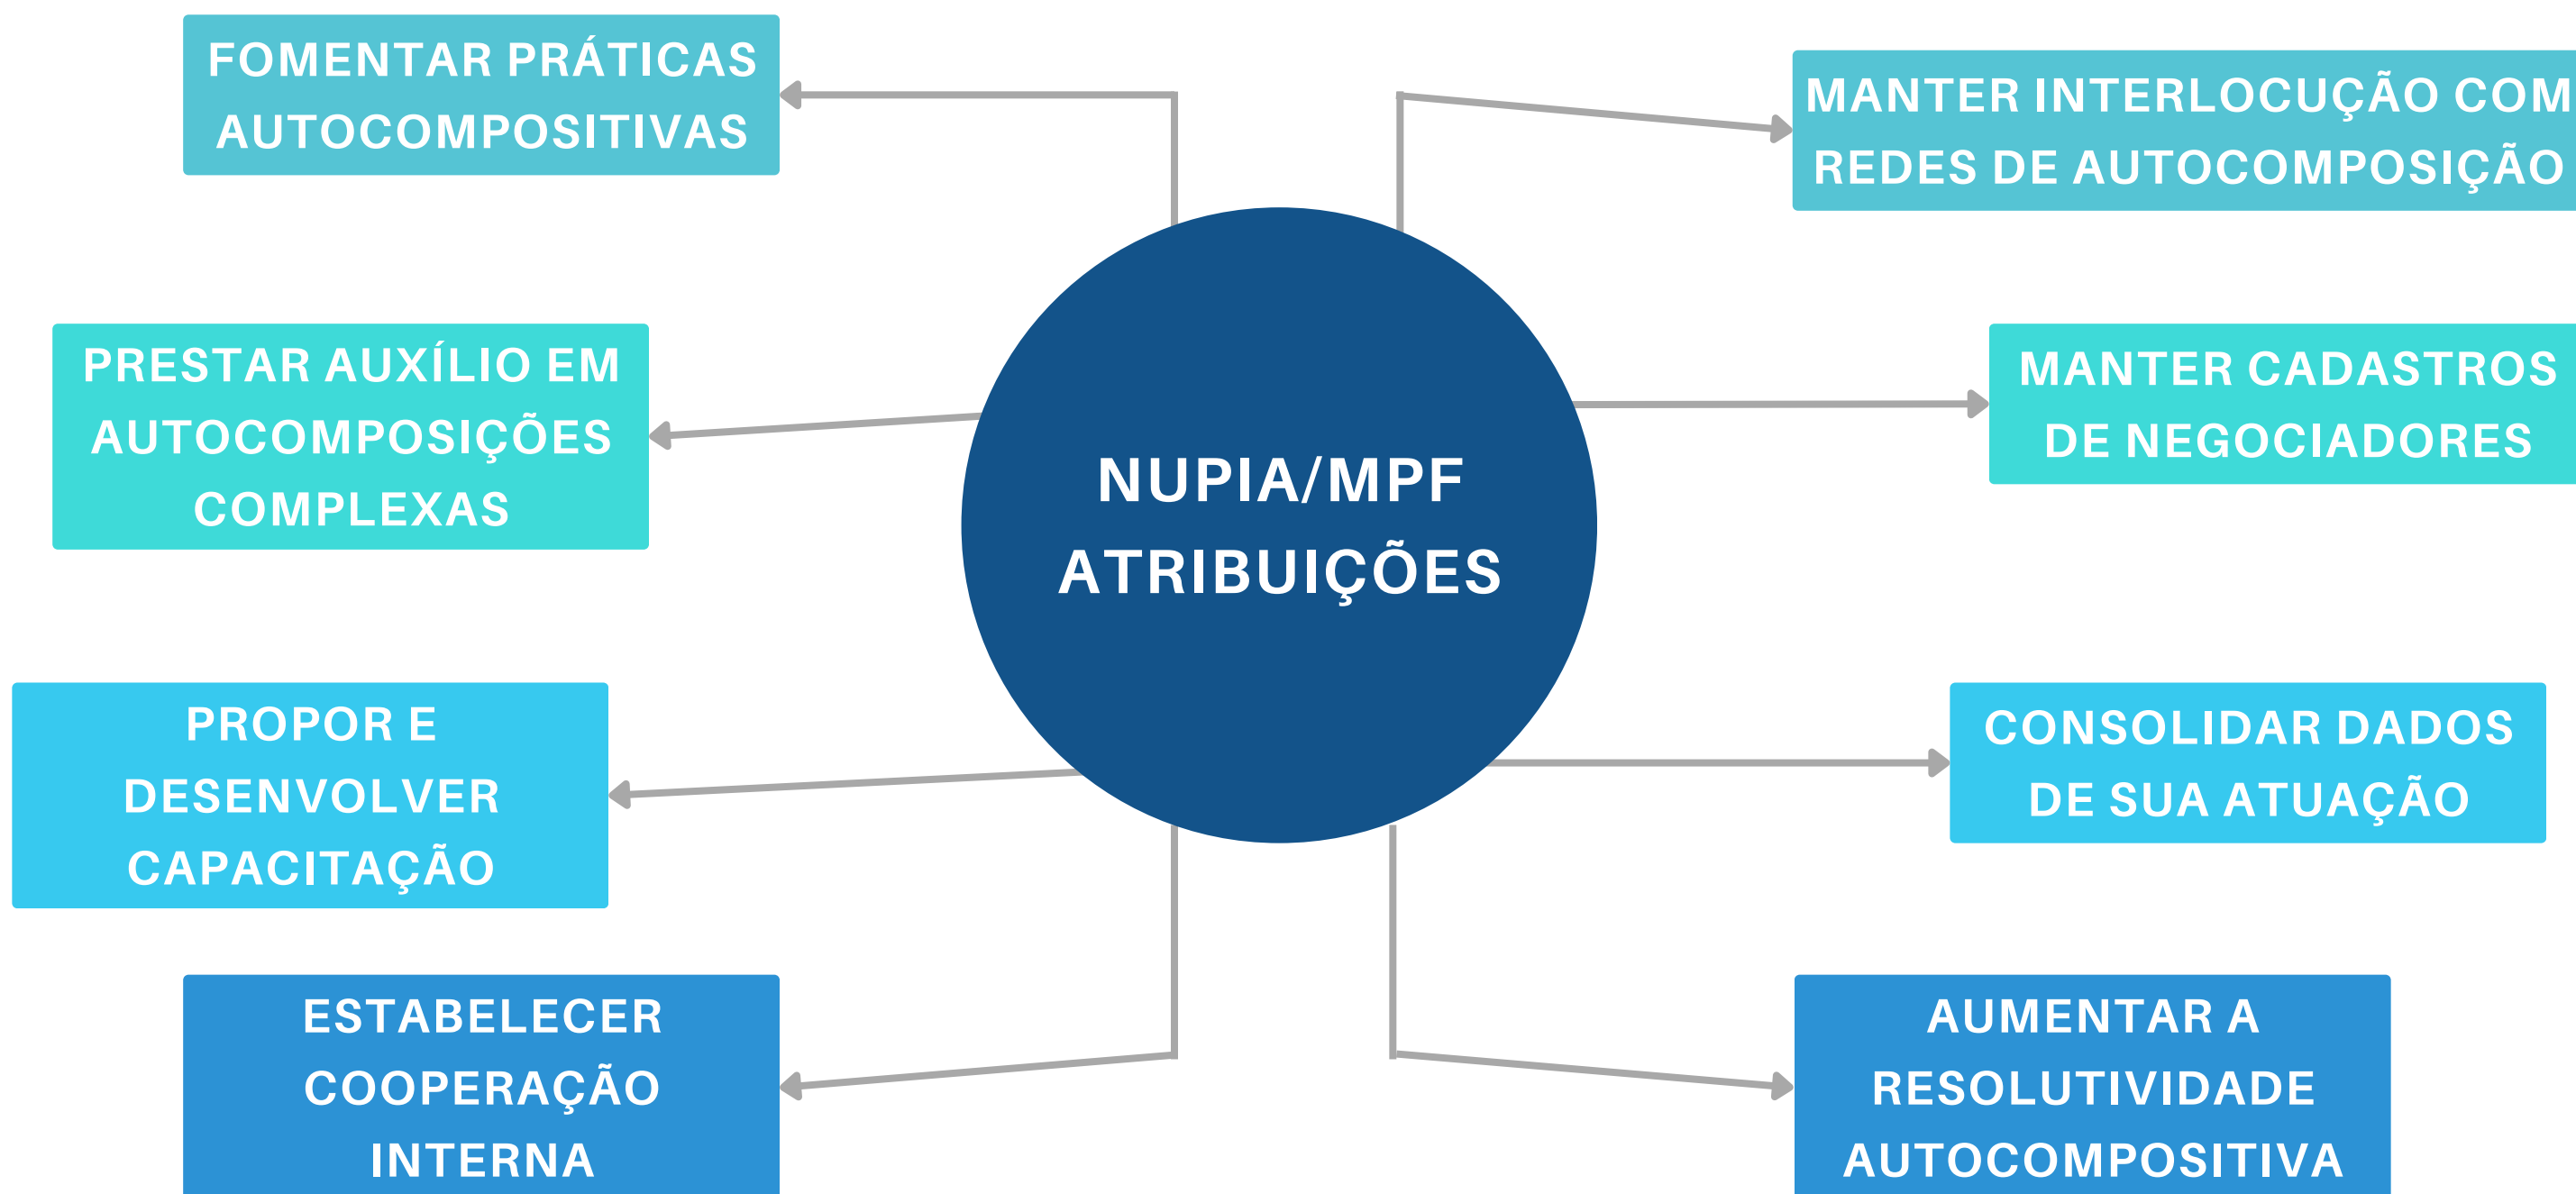 FOMENTAR PRÁTICAS
AUTOCOMPOSITIVAS
MANTER INTERLOCUÇÃO COM
REDES DE AUTOCOMPOSIÇÃO
PRESTAR AUXÍLIO EM
AUTOCOMPOSIÇÕES
COMPLEXAS
MANTER CADASTROS
DE NEGOCIADORES
NUPIA/MPF
ATRIBUIÇÕES
PROPOR E
DESENVOLVER
CAPACITAÇÃO
CONSOLIDAR DADOS
DE SUA ATUAÇÃO
ESTABELECER
COOPERAÇÃO
INTERNA
AUMENTAR A
RESOLUTIVIDADE
AUTOCOMPOSITIVA